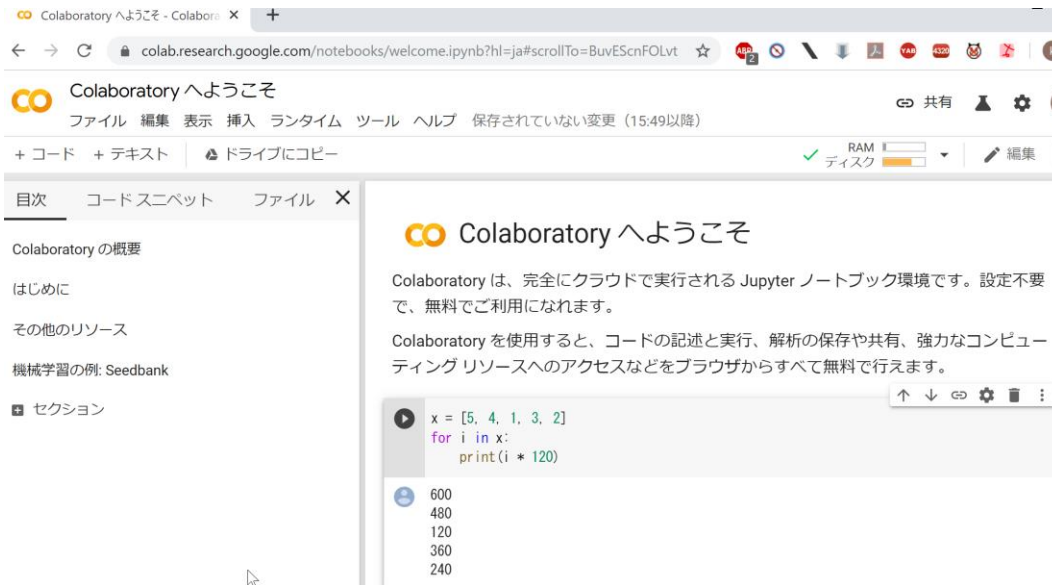 Colaboratory へようこそ - Colabora
colab.research.google.com/notebooks/welcome.ipynb?hl=ja#scrollTo=BuvEScnFOLvt
ABP 2 YAB 4320
Colaboratory へようこそ
共有
ファイル 編集 表示 挿入 ランタイム ツール ヘルプ 保存されていない変更（15:49以降）
+ コード + テキスト ドライブにコピー
RAM
ディスク
編集
目次 コード スニペット ファイル
Colaboratory の概要
はじめに
その他のリソース
機械学習の例: Seedbank
セクション
Colaboratory へようこそ
Colaboratory は、完全にクラウドで実行される Jupyter ノートブック環境です。設定不要
で、無料でご利用になれます。
Colaboratory を使用すると、コードの記述と実行、解析の保存や共有、強力なコンピュー
ティング リソースへのアクセスなどをブラウザからすべて無料で行えます。
x = [5, 4, 1, 3, 2]
for i in x:
    print(i * 120)
600
480
120
360
240